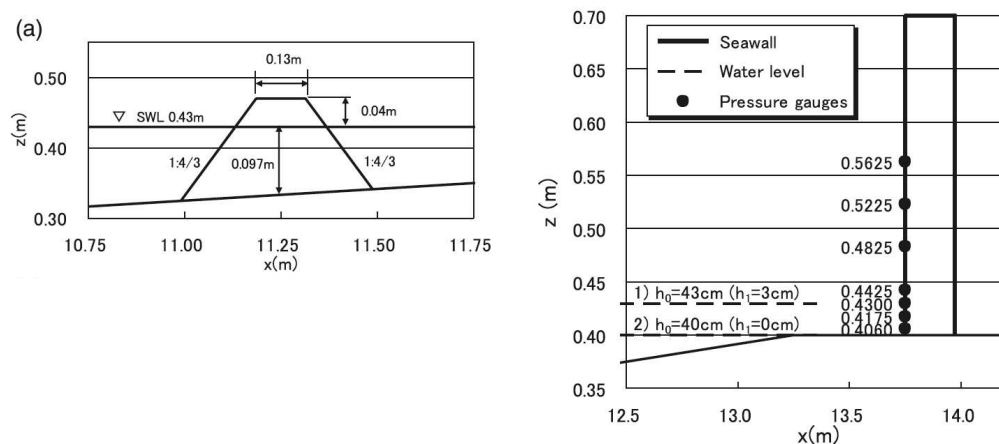 (a)
0.50
0.40
0.30
z(m)
0.13m
0.04m
▽ SWL 0.43m
1:4/3
0.097m
1:4/3
10.75 11.00 11.25 11.50 11.75
x(m)
0.70
0.65
0.60
0.55
0.50
0.45
0.40
0.35
z (m)
Seawall
Water level
Pressure gauges
0.5625
0.5225
0.4825
0.4425
0.4300
0.4175
0.4060
1) h₀=43cm (h₁=3cm)
2) h₀=40cm (h₁=0cm)
12.5 13.0 13.5 14.0
x(m)